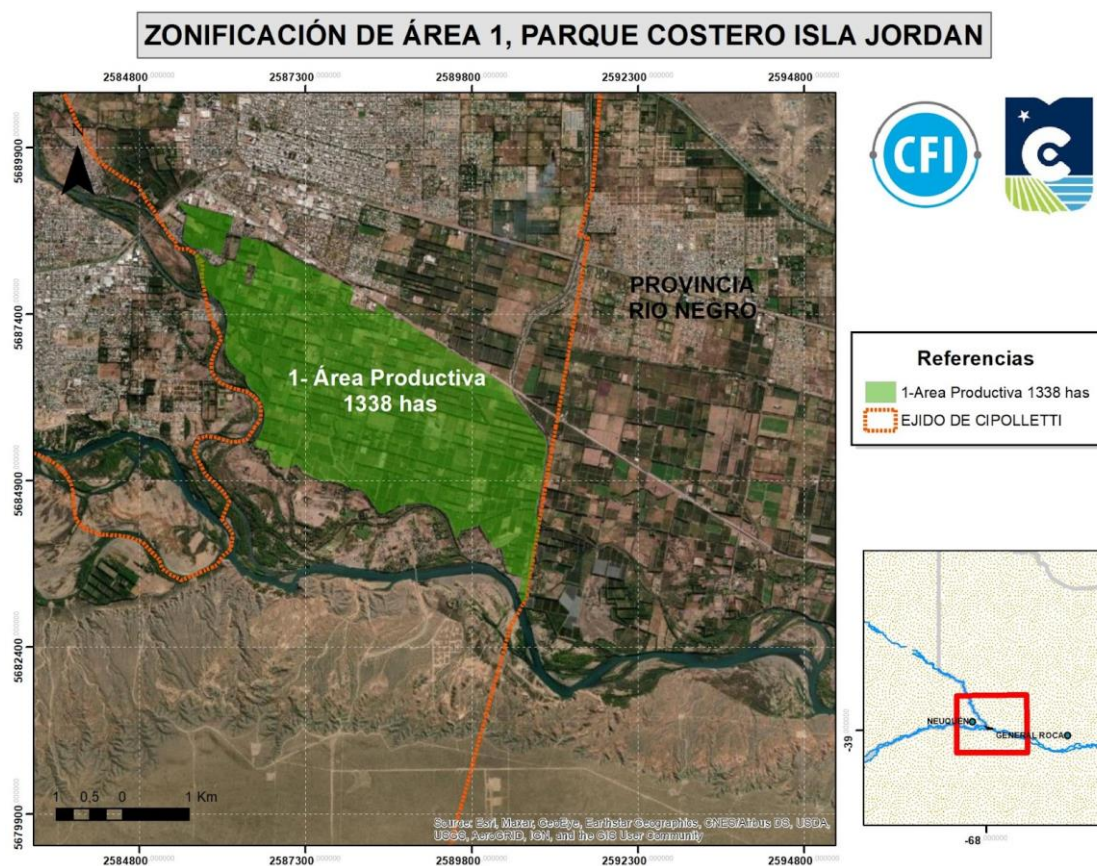 ZONIFICACIÓN DE ÁREA 1, PARQUE COSTERO ISLA JORDAN
2584800 2587300 2589800 2592300 2594800
5689900
5687400
5684900
5682400
5679900
N
CFI
C
PROVINCIA
RIO NEGRO
1- Área Productiva
1338 has
Referencias
1-Area Productiva 1338 has
EJIDO DE CIPOLLETTI
1 0.5 0 1 Km
Source: Esri, Maxar, GeoEye, Earthstar Geographics, CNES/Airbus DS, USDA,
USGS, AeroGRID, IGN, and the GIS User Community
2584800 2587300 2589800 2592300 2594800
NEUQUÉN
GENERAL ROCA
-39
-68